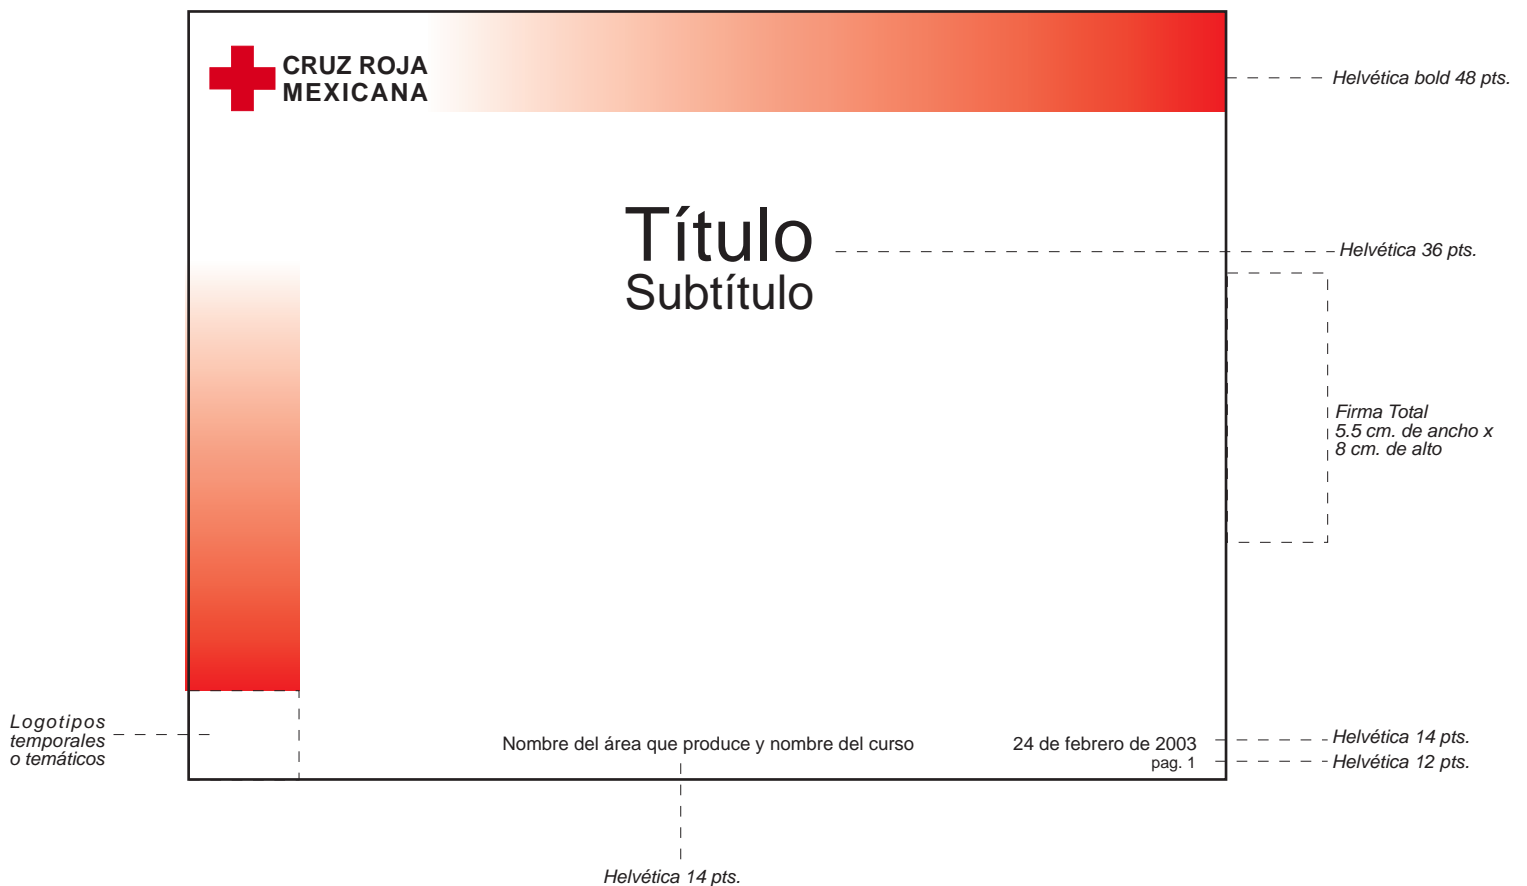 CRUZ ROJA
MEXICANA
Helvética bold 48 pts.
Título
Subtítulo
Helvética 36 pts.
Firma Total
5.5 cm. de ancho x
8 cm. de alto
Logotipos
temporales
o temáticos
Nombre del área que produce y nombre del curso
24 de febrero de 2003
pag. 1
Helvética 14 pts.
Helvética 12 pts.
Helvética 14 pts.